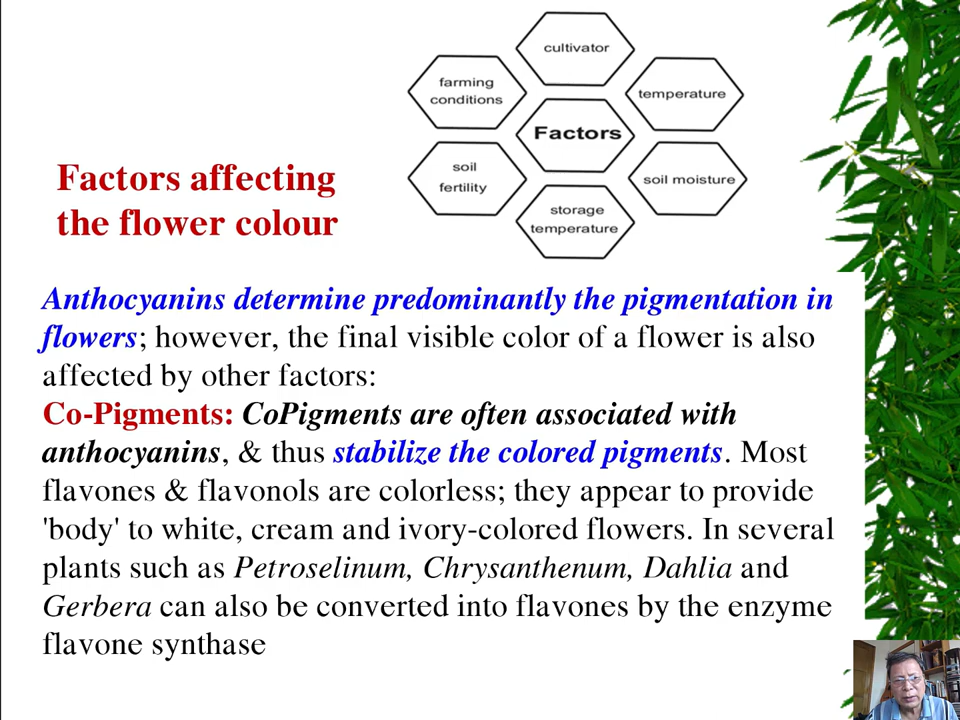 cultivator
farming
conditions
temperature
Factors
soil
fertility
soil moisture
storage
temperature
Factors affecting
the flower colour
Anthocyanins determine predominantly the pigmentation in
flowers; however, the final visible color of a flower is also
affected by other factors:
Co-Pigments: CoPigments are often associated with
anthocyanins, & thus stabilize the colored pigments. Most
flavones & flavonols are colorless; they appear to provide
'body' to white, cream and ivory-colored flowers. In several
plants such as Petroselinum, Chrysanthenum, Dahlia and
Gerbera can also be converted into flavones by the enzyme
flavone synthase